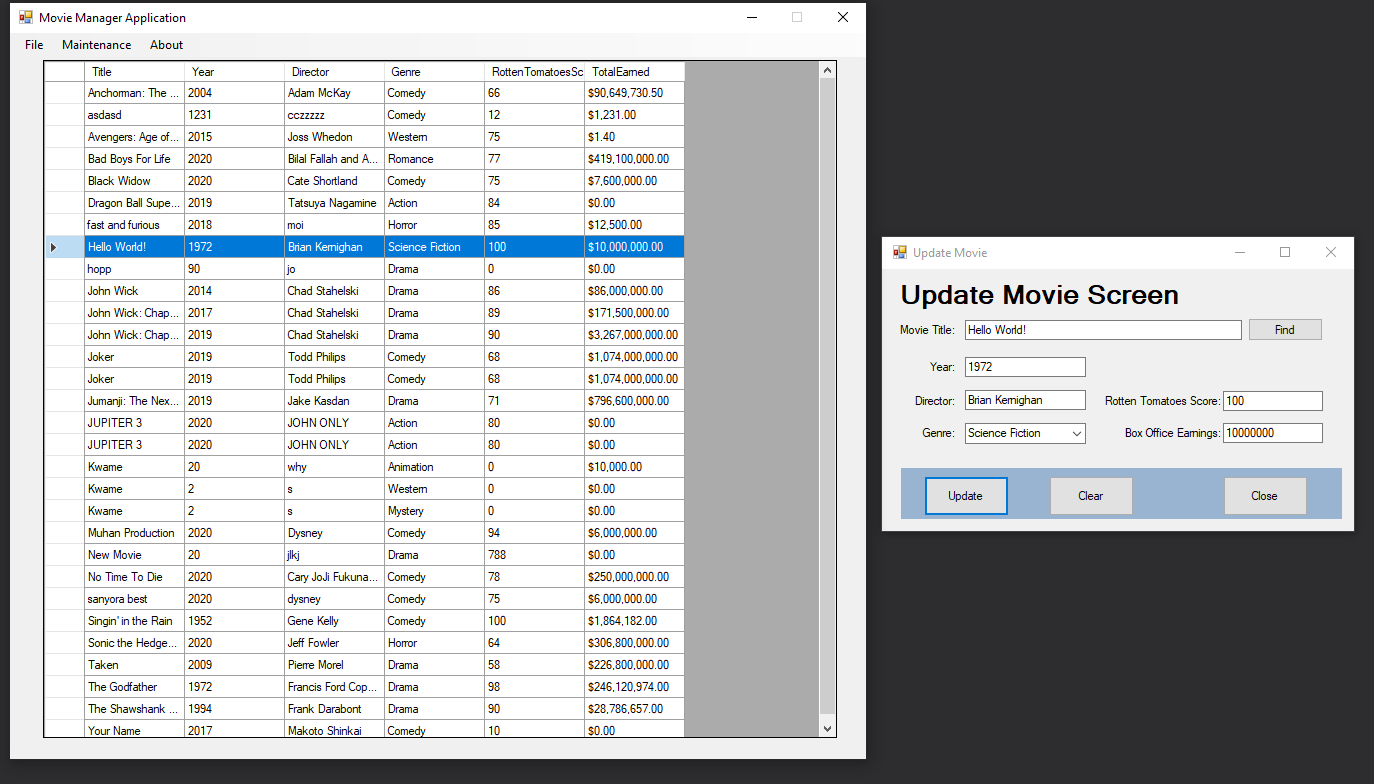 Movie Manager Application
File Maintenance About
Title Year Director Genre RottenTomatoesSc TotalEarned
Anchorman: The ... 2004 Adam McKay Comedy 66 $90,649,730.50
asdasd 1231 cczzzzz Comedy 12 $1,231.00
Avengers: Age of... 2015 Joss Whedon Western 75 $1.40
Bad Boys For Life 2020 Bilal Fallah and A... Romance 77 $419,100,000.00
Black Widow 2020 Cate Shortland Comedy 75 $7,600,000.00
Dragon Ball Supe... 2019 Tatsuya Nagamine Action 84 $0.00
fast and furious 2018 moi Horror 85 $12,500.00
Hello World! 1972 Brian Kernighan Science Fiction 100 $10,000,000.00
hopp 90 jo Drama 0 $0.00
John Wick 2014 Chad Stahelski Drama 86 $86,000,000.00
John Wick: Chap... 2017 Chad Stahelski Drama 89 $171,500,000.00
John Wick: Chap... 2019 Chad Stahelski Drama 90 $3,267,000,000.00
Joker 2019 Todd Philips Comedy 68 $1,074,000,000.00
Joker 2019 Todd Philips Comedy 68 $1,074,000,000.00
Jumanji: The Nex... 2019 Jake Kasdan Drama 71 $796,600,000.00
JUPITER 3 2020 JOHN ONLY Action 80 $0.00
JUPITER 3 2020 JOHN ONLY Action 80 $0.00
Kwame 20 why Animation 0 $10,000.00
Kwame 2 s Western 0 $0.00
Kwame 2 s Mystery 0 $0.00
Muhan Production 2020 Dysney Comedy 94 $6,000,000.00
New Movie 20 jlkj Drama 788 $0.00
No Time To Die 2020 Cary JoJi Fukuna... Comedy 78 $250,000,000.00
sanyora best 2020 dysney Comedy 75 $6,000,000.00
Singin' in the Rain 1952 Gene Kelly Comedy 100 $1,864,182.00
Sonic the Hedge... 2020 Jeff Fowler Horror 64 $306,800,000.00
Taken 2009 Pierre Morel Drama 58 $226,800,000.00
The Godfather 1972 Francis Ford Cop... Drama 98 $246,120,974.00
The Shawshank ... 1994 Frank Darabont Drama 90 $28,786,657.00
Your Name 2017 Makoto Shinkai Comedy 10 $0.00
Update Movie
Update Movie Screen
Movie Title: Hello World! Find
Year: 1972
Director: Brian Kernighan Rotten Tomatoes Score: 100
Genre: Science Fiction Box Office Earnings: 10000000
Update Clear Close